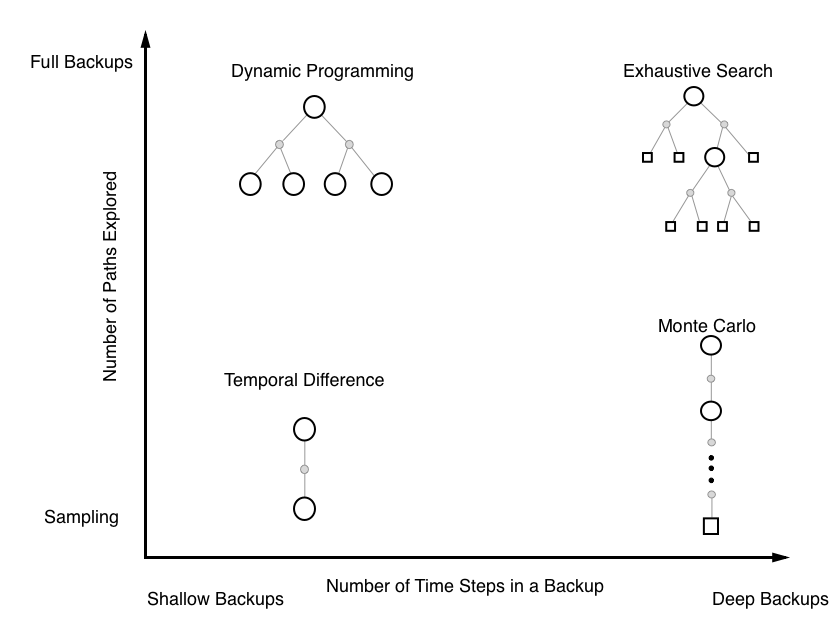 Full Backups
Dynamic Programming
Exhaustive Search
Number of Paths Explored
Monte Carlo
Temporal Difference
Sampling
Number of Time Steps in a Backup
Shallow Backups
Deep Backups